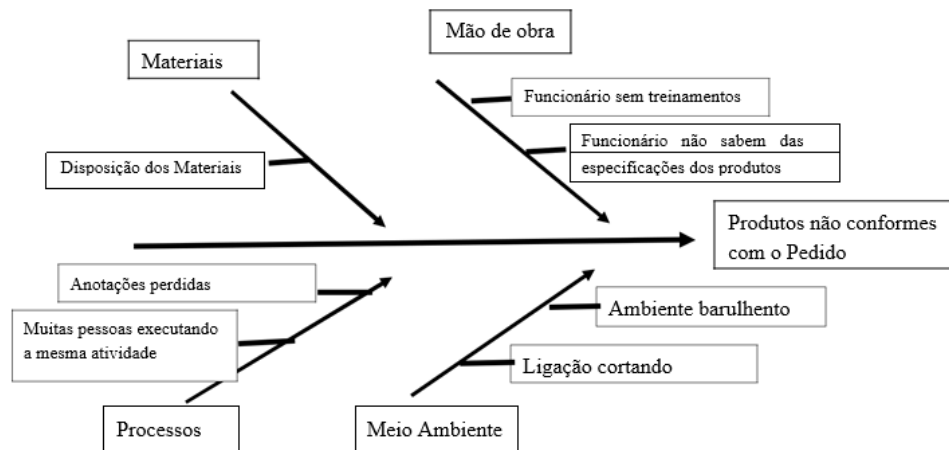 Mão de obra
Materiais
Funcionário sem treinamentos
Funcionário não sabem das
especificações dos produtos
Disposição dos Materiais
Produtos não conformes
com o Pedido
Anotações perdidas
Ambiente barulhento
Muitas pessoas executando
a mesma atividade
Ligação cortando
Processos
Meio Ambiente